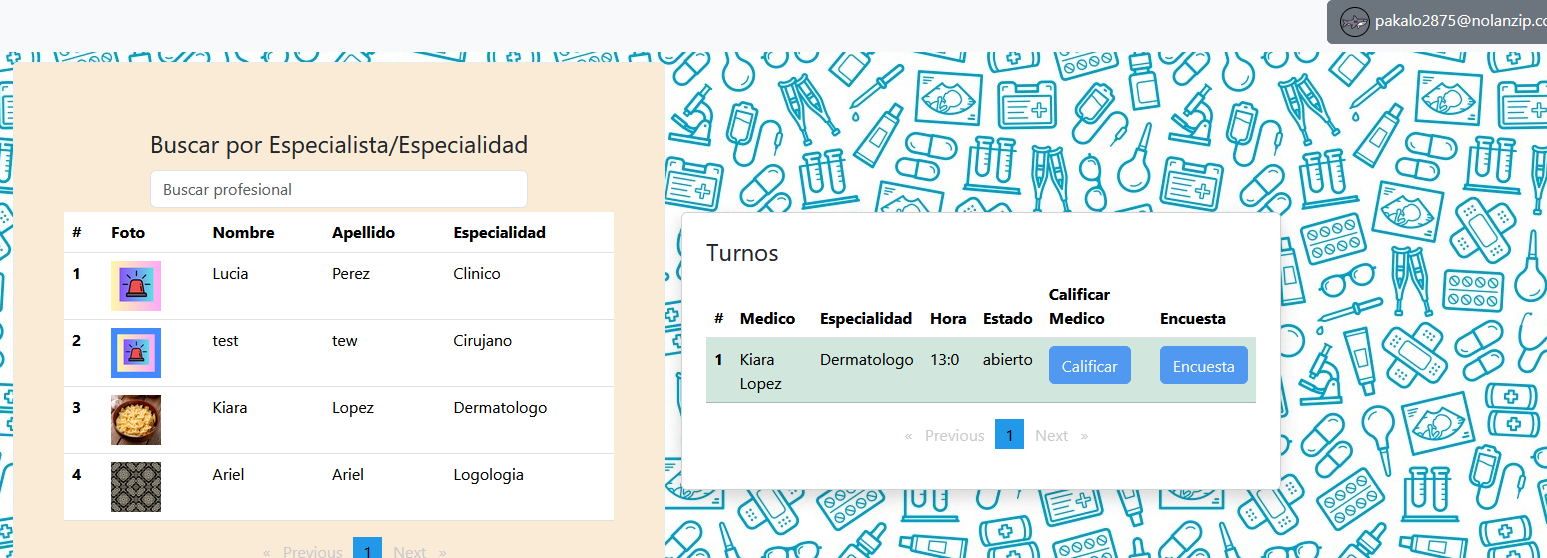 pakalo2875@nolanzip.co
Buscar por Especialista/Especialidad
Buscar profesional
# Foto Nombre Apellido Especialidad
1 Lucia Perez Clinico
2 test tew Cirujano
3 Kiara Lopez Dermatologo
4 Ariel Ariel Logologia
« Previous 1 Next »
Turnos
# Medico Especialidad Hora Estado Calificar Medico Encuesta
1 Kiara Lopez Dermatologo 13:0 abierto Calificar Encuesta
« Previous 1 Next »